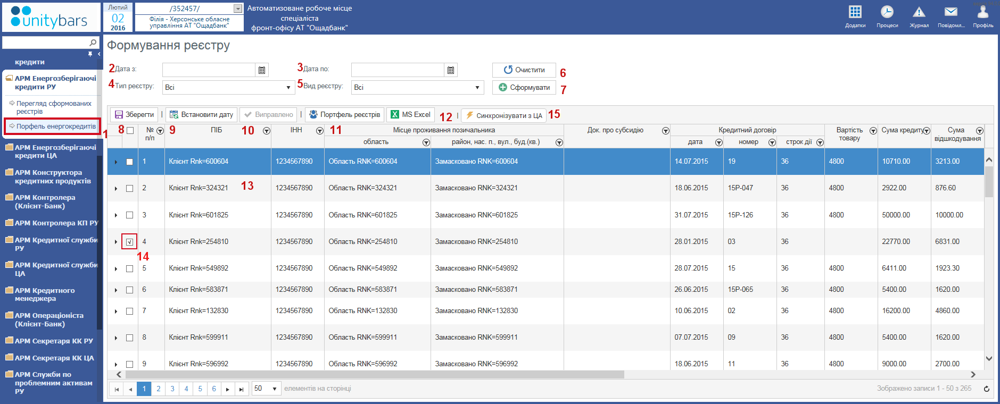 unitybars
Лютий
02
2016
/352457/
Філія - Херсонське обласне
управління АТ "Ощадбанк"
Автоматизоване робоче місце
спеціаліста
фронт-офісу АТ "Ощадбанк"
Додатки
Процеси
Журнал
Повідомл...
Профіль
кредити
АРМ Енергозберігаючі
кредити РУ
Перегляд сформованих
реєстрів
Порфель енергокредитів
1
АРМ Енергозберігаючі
кредити ЦА
АРМ Конструктора
кредитних продуктів
АРМ Контролера
(Клієнт-Банк)
АРМ Контролера КП РУ
АРМ Кредитної служби
РУ
АРМ Кредитної служби
ЦА
АРМ Кредитного
менеджера
АРМ Операціоніста
(Клієнт-Банк)
АРМ Секретаря КК РУ
АРМ Секретаря КК ЦА
АРМ Служби по
проблемним активам
РУ
Формування реєстру
2 Дата з:
3 Дата по:
Очистити 6
4 Тип реєстру: Всі
5 Вид реєстру: Всі
Сформувати 7
Зберегти | Встановити дату Виправлено | Портфель реєстрів MS Excel 12 | Синхронізувати з ЦА 15
8 № п/п 9 ПІБ 10 ІНН 11 Місце проживання позичальника Док. про субсидію Кредитний договір Вартість товару Сума кредиту Сума відшкодування
область район, нас. п., вул., буд.(кв.) дата номер строк дії
1 Клієнт Rnk=600604 1234567890 Область RNK=600604 Замасковано RNK=600604 14.07.2015 19 36 4800 10710.00 3213.00
2 Клієнт Rnk=324321 13 1234567890 Область RNK=324321 Замасковано RNK=324321 18.06.2015 15Р-047 36 4800 2922.00 876.60
3 Клієнт Rnk=601825 1234567890 Область RNK=601825 Замасковано RNK=601825 31.07.2015 15Р-126 36 4800 50000.00 10000.00
4 Клієнт Rnk=254810 1234567890 Область RNK=254810 Замасковано RNK=254810 28.01.2015 03 36 22770.00 6831.00
14
5 Клієнт Rnk=549892 1234567890 Область RNK=549892 Замасковано RNK=549892 28.07.2015 15 36 4800 6411.00 1923.30
6 Клієнт Rnk=583871 1234567890 Область RNK=583871 Замасковано RNK=583871 26.06.2015 15Р-065 36 4800 5400.00 1620.00
7 Клієнт Rnk=132830 1234567890 Область RNK=132830 Замасковано RNK=132830 10.06.2015 02 36 4800 16200.00 4860.00
8 Клієнт Rnk=599911 1234567890 Область RNK=599911 Замасковано RNK=599911 07.07.2015 09 36 4800 5400.00 1620.00
9 Клієнт Rnk=596992 1234567890 Область RNK=596992 Замасковано RNK=596992 18.06.2015 11 36 4800 9000.00 2700.00
1 2 3 4 5 6 50 елементів на сторінці
Зображено записи 1 - 50 з 265